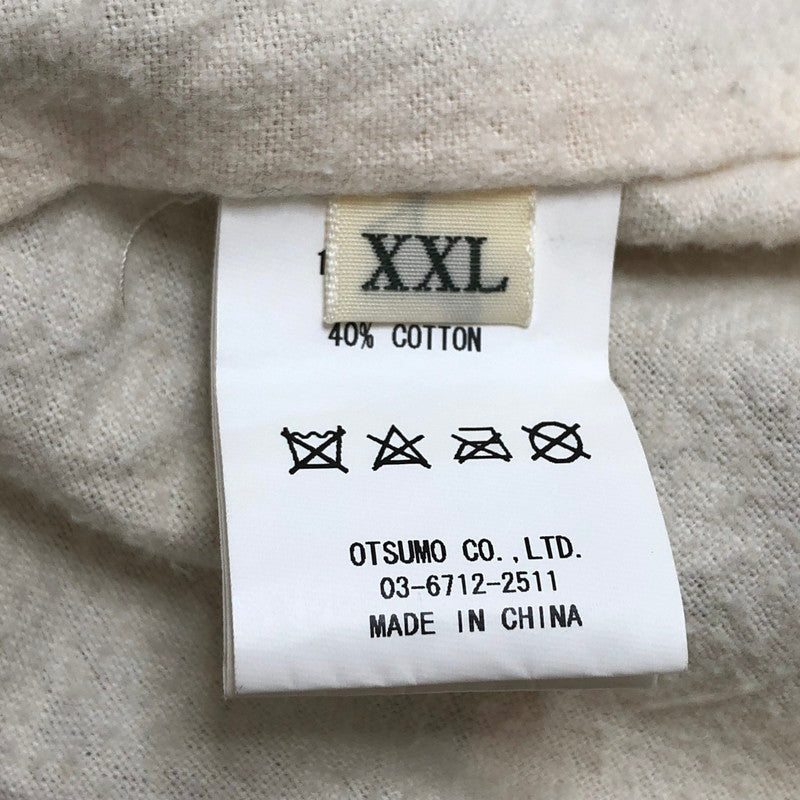 XXL
40% COTTON
OTSUMO CO.,LTD.
03-6712-2511
MADE IN CHINA